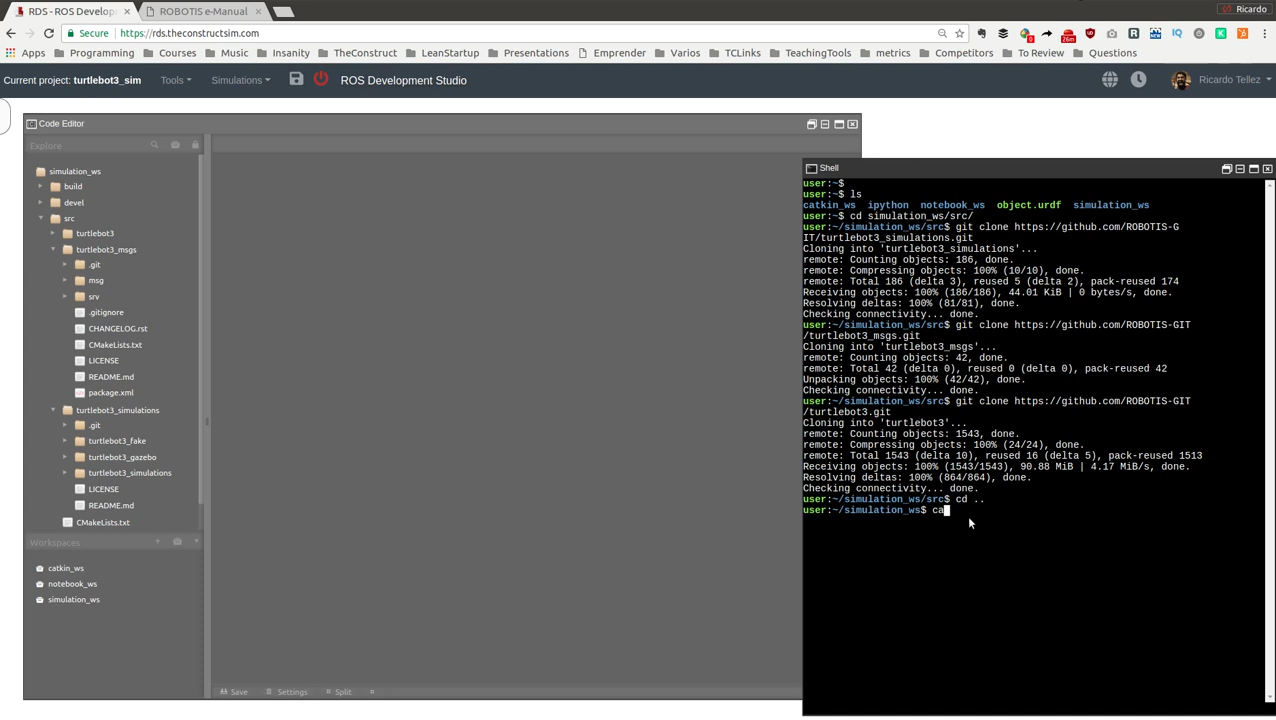 RDS - ROS Develop
ROBOTIS e-Manual
Ricardo
Secure
https://rds.theconstructsim.com
Apps
Programming
Courses
Music
Insanity
TheConstruct
LeanStartup
Presentations
Emprender
Varios
TCLinks
TeachingTools
metrics
Competitors
To Review
Questions
Current project: turtlebot3_sim
Tools
Simulations
ROS Development Studio
Ricardo Tellez
Code Editor
Explore
simulation_ws
build
devel
src
turtlebot3
turtlebot3_msgs
.git
msg
srv
.gitignore
CHANGELOG.rst
CMakeLists.txt
LICENSE
README.md
package.xml
turtlebot3_simulations
.git
turtlebot3_fake
turtlebot3_gazebo
turtlebot3_simulations
LICENSE
README.md
CMakeLists.txt
Workspaces
catkin_ws
notebook_ws
simulation_ws
Save
Settings
Split
Shell
user:~$
user:~$ ls
catkin_ws  ipython  notebook_ws  object.urdf  simulation_ws
user:~$ cd simulation_ws/src/
user:~/simulation_ws/src$ git clone https://github.com/ROBOTIS-G
IT/turtlebot3_simulations.git
Cloning into 'turtlebot3_simulations'...
remote: Counting objects: 186, done.
remote: Compressing objects: 100% (10/10), done.
remote: Total 186 (delta 3), reused 5 (delta 2), pack-reused 174
Receiving objects: 100% (186/186), 44.01 KiB | 0 bytes/s, done.
Resolving deltas: 100% (81/81), done.
Checking connectivity... done.
user:~/simulation_ws/src$ git clone https://github.com/ROBOTIS-GIT
/turtlebot3_msgs.git
Cloning into 'turtlebot3_msgs'...
remote: Counting objects: 42, done.
remote: Total 42 (delta 0), reused 0 (delta 0), pack-reused 42
Unpacking objects: 100% (42/42), done.
Checking connectivity... done.
user:~/simulation_ws/src$ git clone https://github.com/ROBOTIS-GIT
/turtlebot3.git
Cloning into 'turtlebot3'...
remote: Counting objects: 1543, done.
remote: Compressing objects: 100% (24/24), done.
remote: Total 1543 (delta 10), reused 16 (delta 5), pack-reused 1513
Receiving objects: 100% (1543/1543), 90.88 MiB | 4.17 MiB/s, done.
Resolving deltas: 100% (864/864), done.
Checking connectivity... done.
user:~/simulation_ws/src$ cd ..
user:~/simulation_ws$ ca